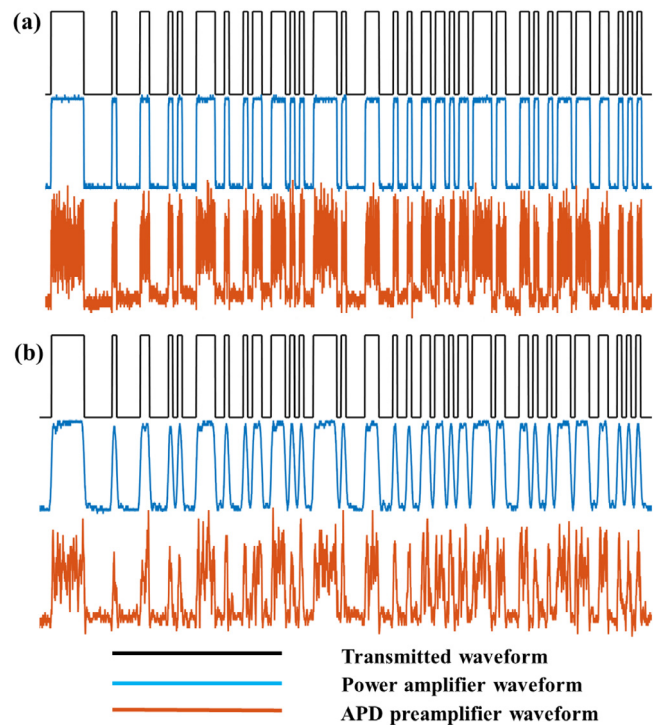 (a)
(b)
Transmitted waveform
Power amplifier waveform
APD preamplifier waveform